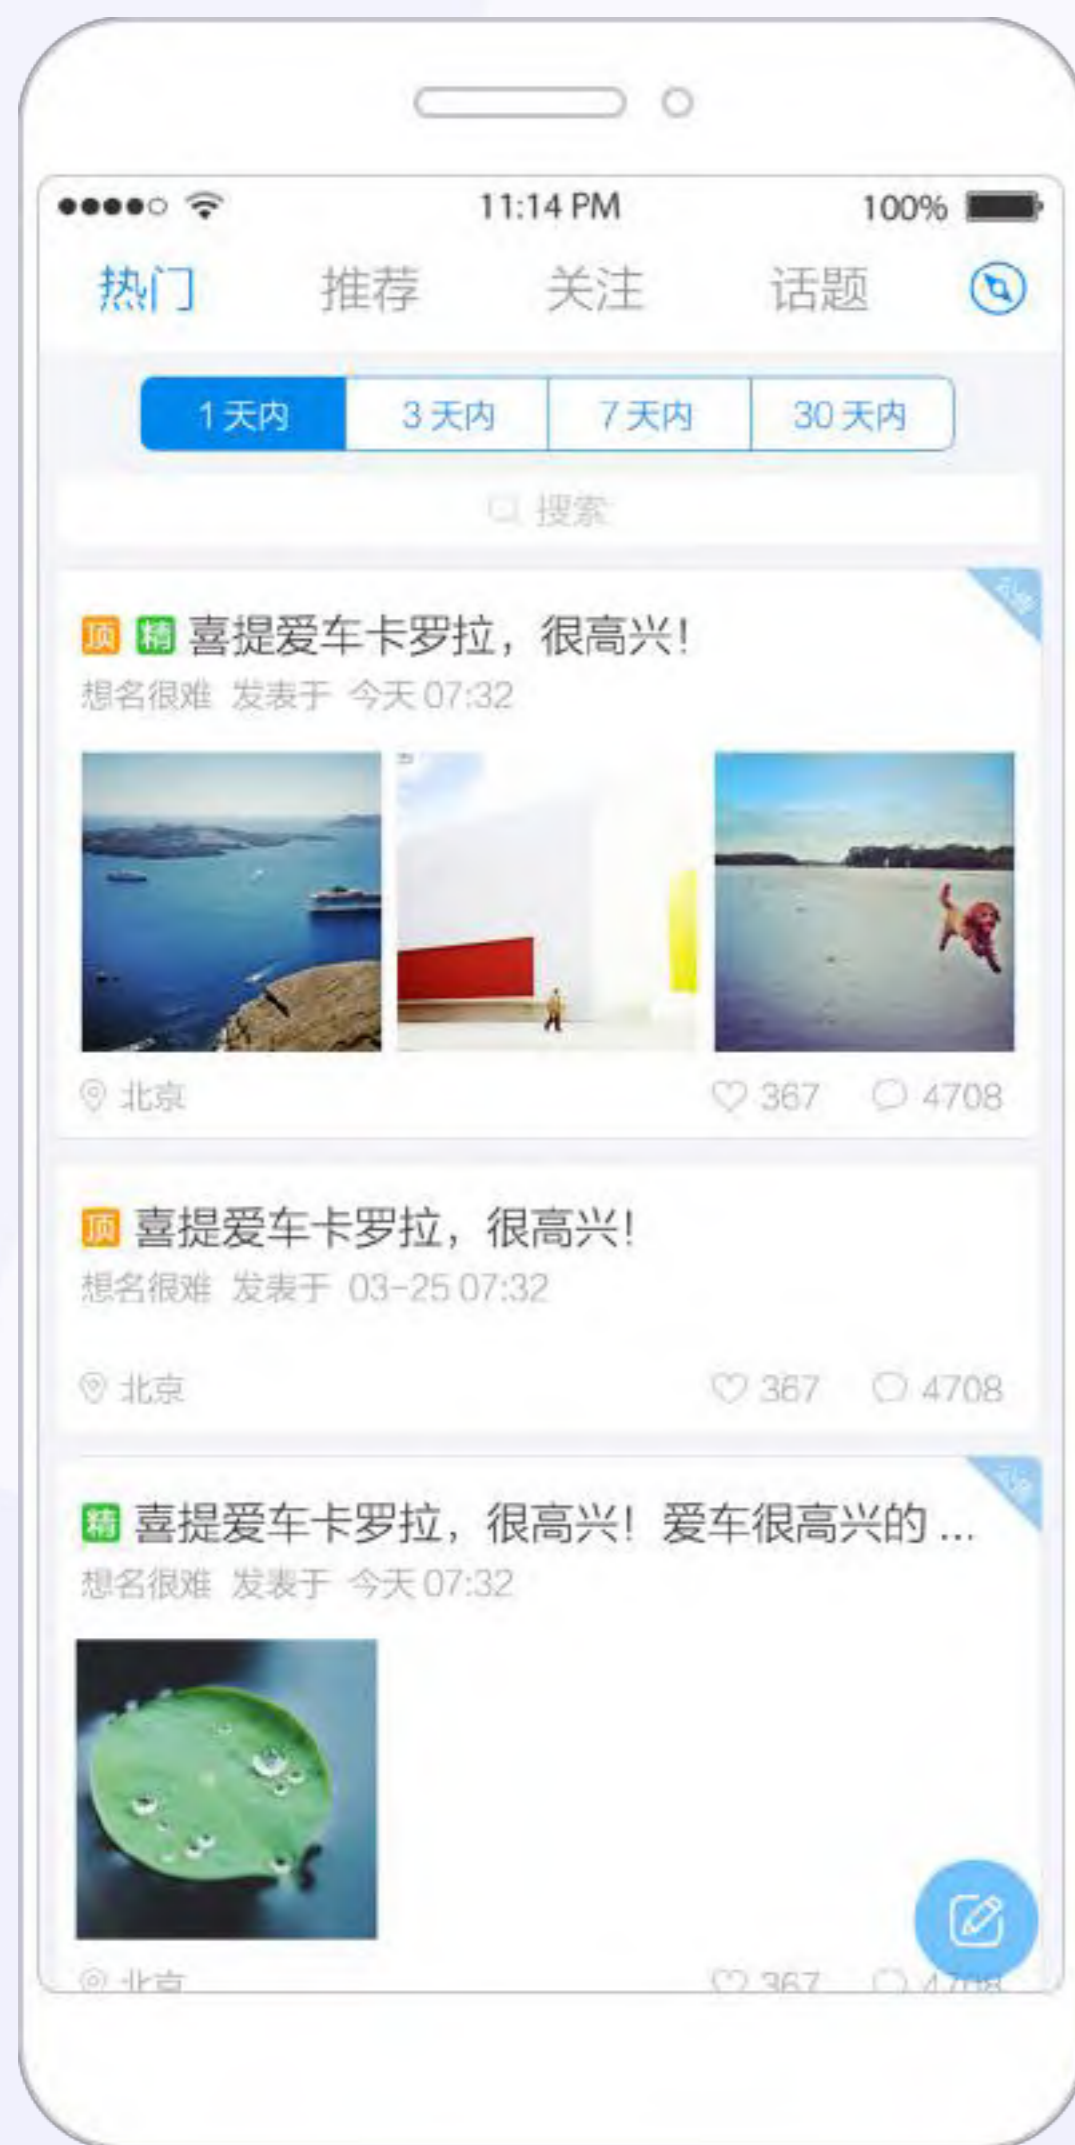 11:14 PM 100%
热门 推荐 关注 话题
1 天内 3 天内 7 天内 30 天内
搜索
顶 精 喜提爱车卡罗拉，很高兴！
想名很难 发表于 今天 07:32
北京 367 4708
顶 喜提爱车卡罗拉，很高兴！
想名很难 发表于 03-25 07:32
北京 367 4708
精 喜提爱车卡罗拉，很高兴！爱车很高兴的 ...
想名很难 发表于 今天 07:32
北京 367 4708